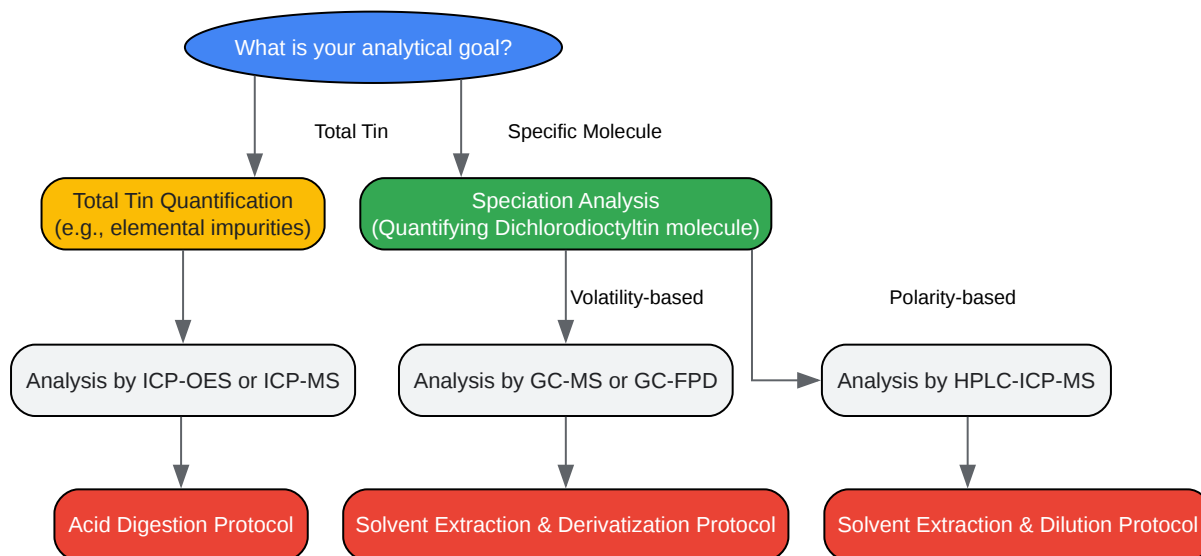 What is your analytical goal?
Total Tin
Specific Molecule
Total Tin Quantification
(e.g., elemental impurities)
Speciation Analysis
(Quantifying Dichlorodioctyltin molecule)
Volatility-based
Polarity-based
Analysis by ICP-OES or ICP-MS
Analysis by GC-MS or GC-FPD
Analysis by HPLC-ICP-MS
Acid Digestion Protocol
Solvent Extraction & Derivatization Protocol
Solvent Extraction & Dilution Protocol